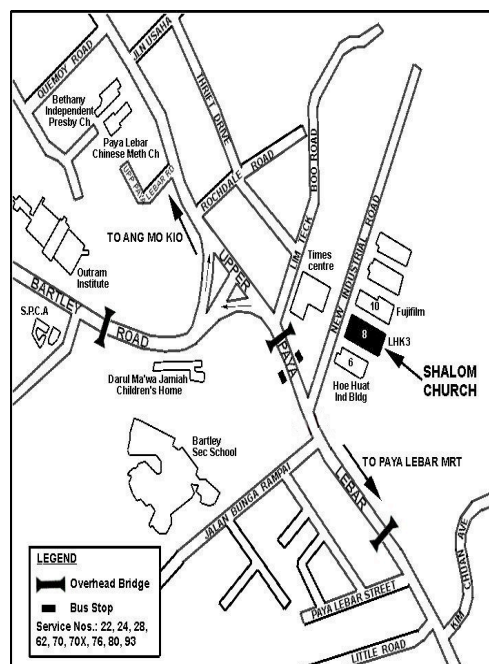 QUEMOY ROAD
JLN USAHA
THRIFT DRIVE
Bethany
Independent
Presby Ch
Paya Lebar
Chinese Meth Ch
UPP PAYA LEBAR RD
ROCHDALE ROAD
LIM TECK BOO ROAD
NEW INDUSTRIAL ROAD
TO ANG MO KIO
Outram
Institute
UPPER PAYA LEBAR
Times
centre
10
Fujifilm
8
LHK3
6
Hoe Huat
Ind Bldg
SHALOM
CHURCH
BARTLEY ROAD
S.P.C.A
Darul Ma'wa Jamiah
Children's Home
Bartley
Sec School
TO PAYA LEBAR MRT
JALAN BUNGA RAMPAI
PAYA LEBAR STREET
LITTLE ROAD
KIM CHUAN AVE
LEGEND
Overhead Bridge
Bus Stop
Service Nos.: 22, 24, 28,
62, 70, 70X, 76, 80, 93